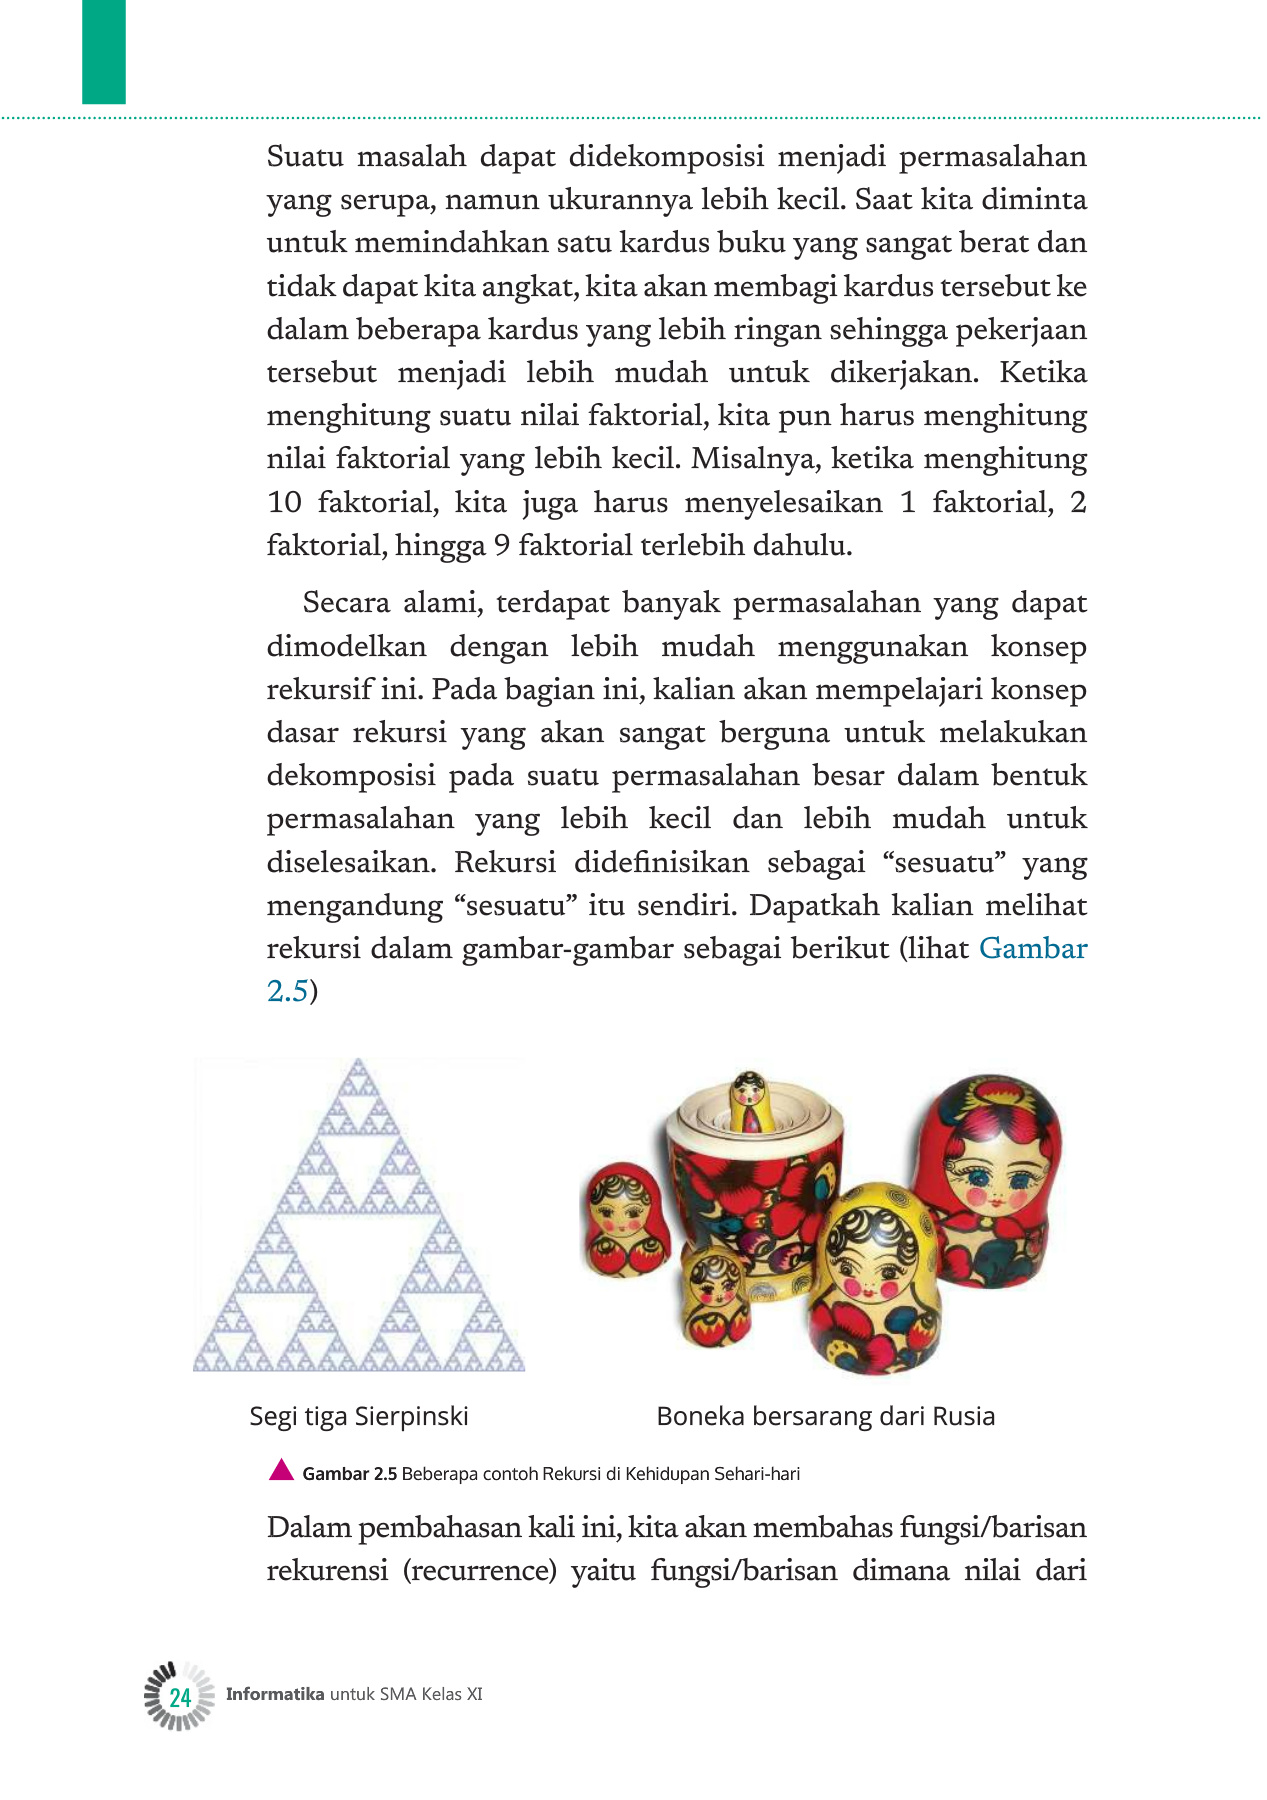 Suatu masalah dapat didekomposisi menjadi permasalahan
yang serupa, namun ukurannya lebih kecil. Saat kita diminta
untuk memindahkan satu kardus buku yang sangat berat dan
tidak dapat kita angkat, kita akan membagi kardus tersebut ke
dalam beberapa kardus yang lebih ringan sehingga pekerjaan
tersebut menjadi lebih mudah untuk dikerjakan. Ketika
menghitung suatu nilai faktorial, kita pun harus menghitung
nilai faktorial yang lebih kecil. Misalnya, ketika menghitung
10 faktorial, kita juga harus menyelesaikan 1 faktorial, 2
faktorial, hingga 9 faktorial terlebih dahulu.
Secara alami, terdapat banyak permasalahan yang dapat
dimodelkan dengan lebih mudah menggunakan konsep
rekursif ini. Pada bagian ini, kalian akan mempelajari konsep
dasar rekursi yang akan sangat berguna untuk melakukan
dekomposisi pada suatu permasalahan besar dalam bentuk
permasalahan yang lebih kecil dan lebih mudah untuk
diselesaikan. Rekursi didefinisikan sebagai “sesuatu” yang
mengandung “sesuatu” itu sendiri. Dapatkah kalian melihat
rekursi dalam gambar-gambar sebagai berikut (lihat Gambar
2.5)
Segi tiga Sierpinski
Boneka bersarang dari Rusia
Gambar 2.5 Beberapa contoh Rekursi di Kehidupan Sehari-hari
Dalam pembahasan kali ini, kita akan membahas fungsi/barisan
rekurensi (recurrence) yaitu fungsi/barisan dimana nilai dari
24
Informatika untuk SMA Kelas XI